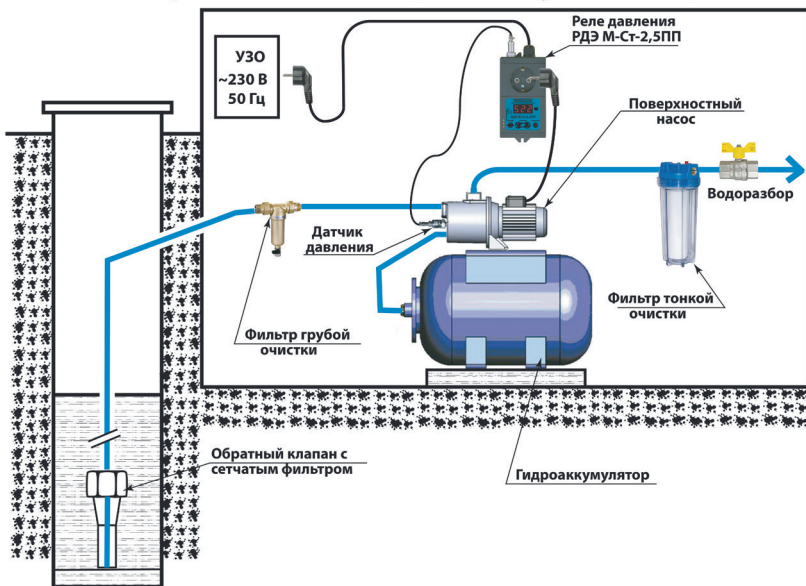 Реле давления
РДЭ М-Ст-2,5ПП
УЗО
~230 В
50 Гц
Поверхностный
насос
Водоразбор
Датчик
давления
Фильтр тонкой
очистки
Фильтр грубой
очистки
Обратный клапан с
сетчатым фильтром
Гидроаккумулятор